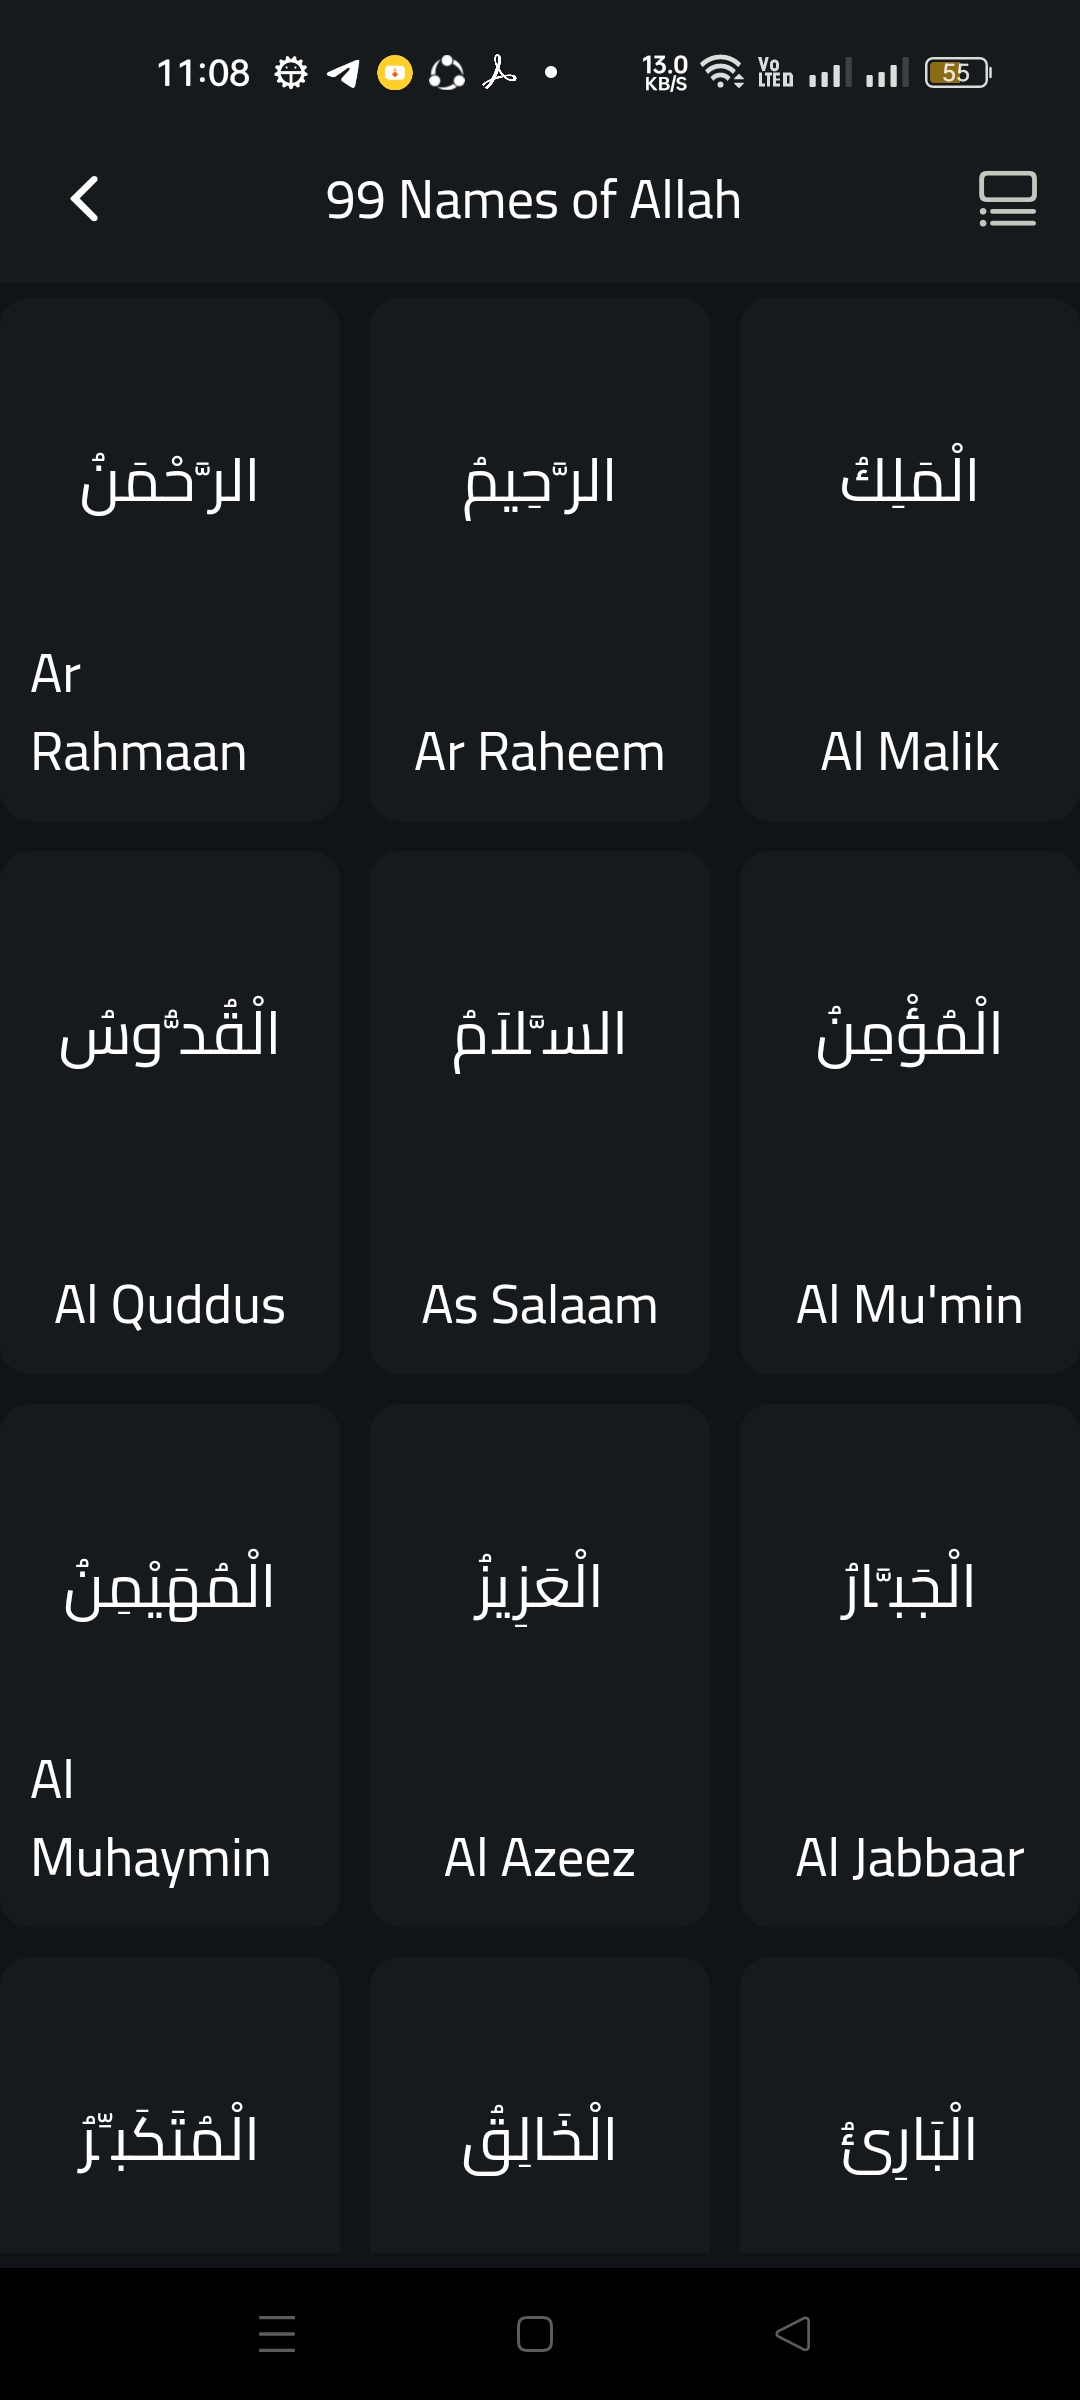 11:08
13.0 KB/S
Vo LTED
55
99 Names of Allah
الرَّحْمَنُ
Ar
Rahmaan
الرَّحِيمُ
Ar Raheem
الْمَلِكُ
Al Malik
الْقُدُّوسُ
Al Quddus
السَّلاَمُ
As Salaam
الْمُؤْمِنُ
Al Mu'min
الْمُهَيْمِنُ
Al
Muhaymin
الْعَزِيزُ
Al Azeez
الْجَبَّارُ
Al Jabbaar
الْمُتَكَبِّرُ
الْخَالِقُ
الْبَارِئُ